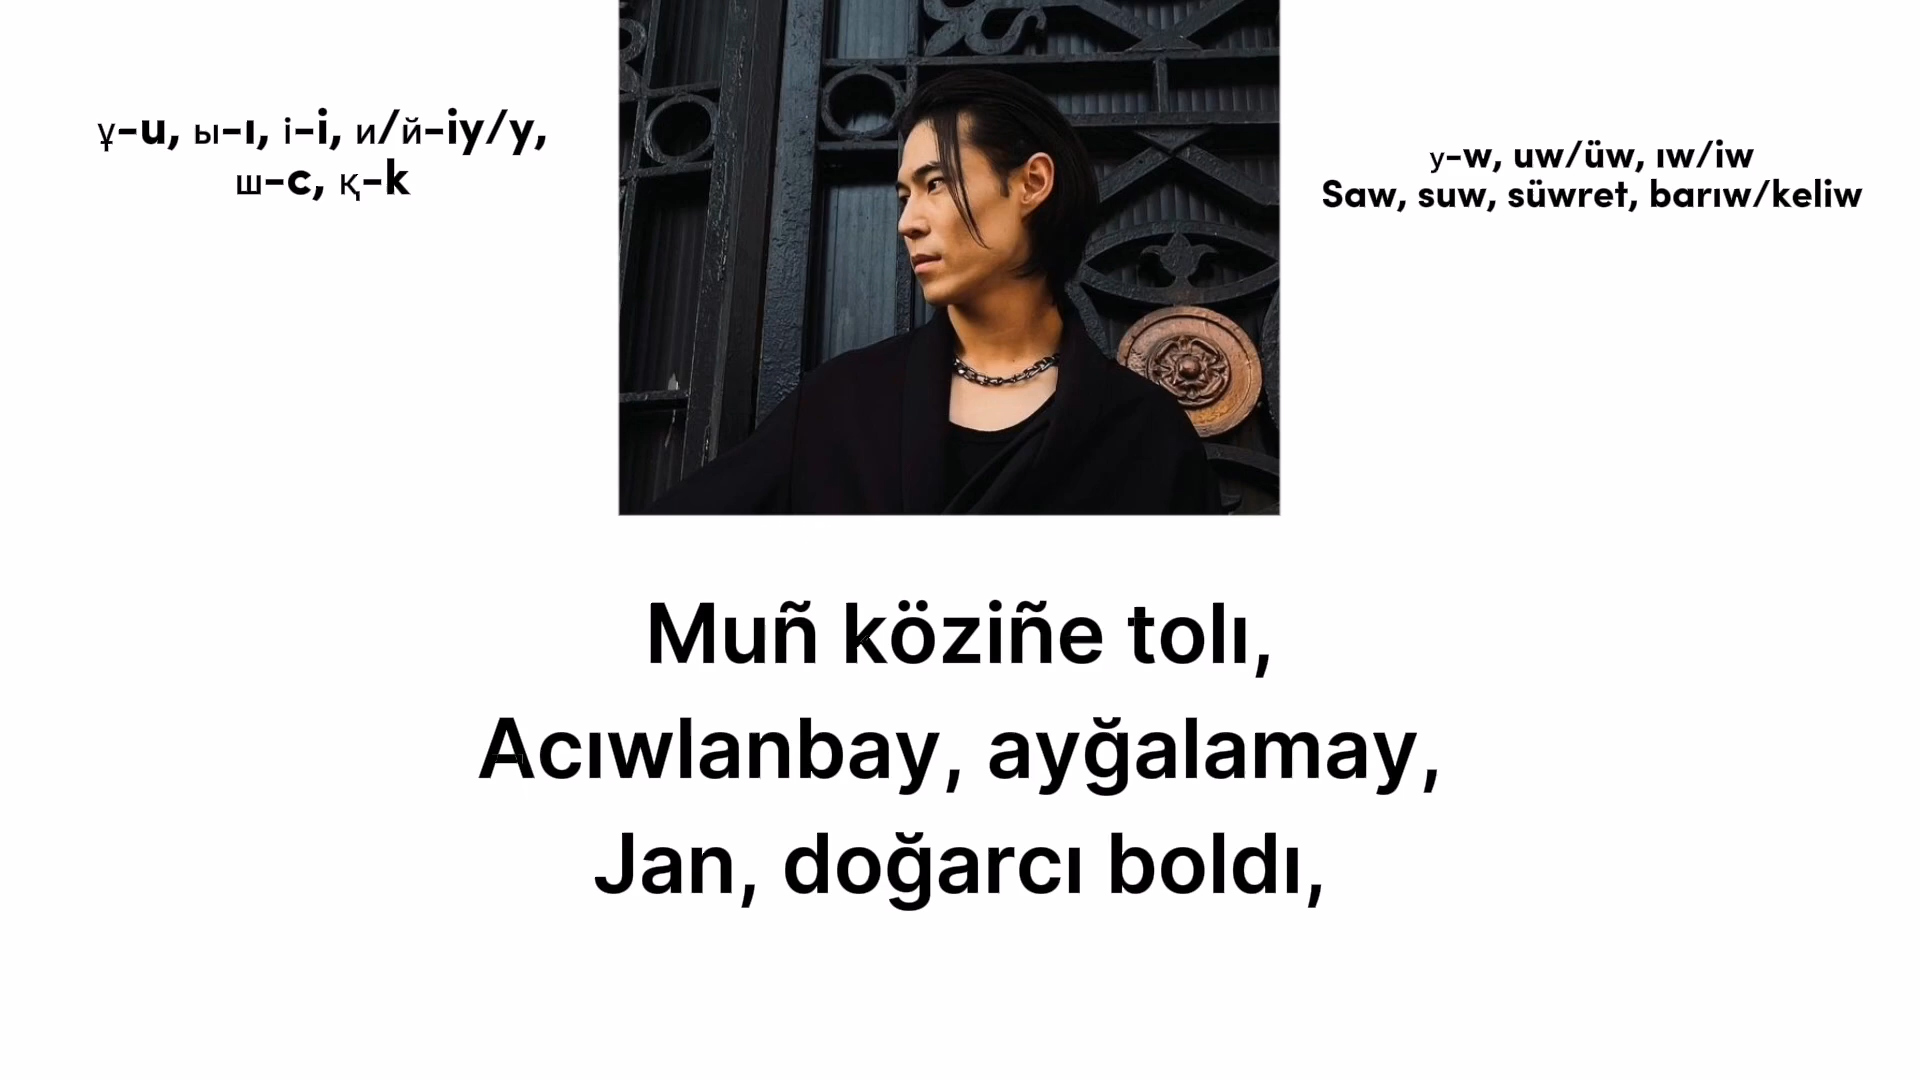 ұ-u, ы-ı, і-i, и/й-iy/y,
ш-c, қ-k
у-w, uw/üw, ıw/iw
Saw, suw, süwret, barıw/keliw
Muñ köziñe tolı,
Acıwlanbay, ayğalamay,
Jan, doğarcı boldı,